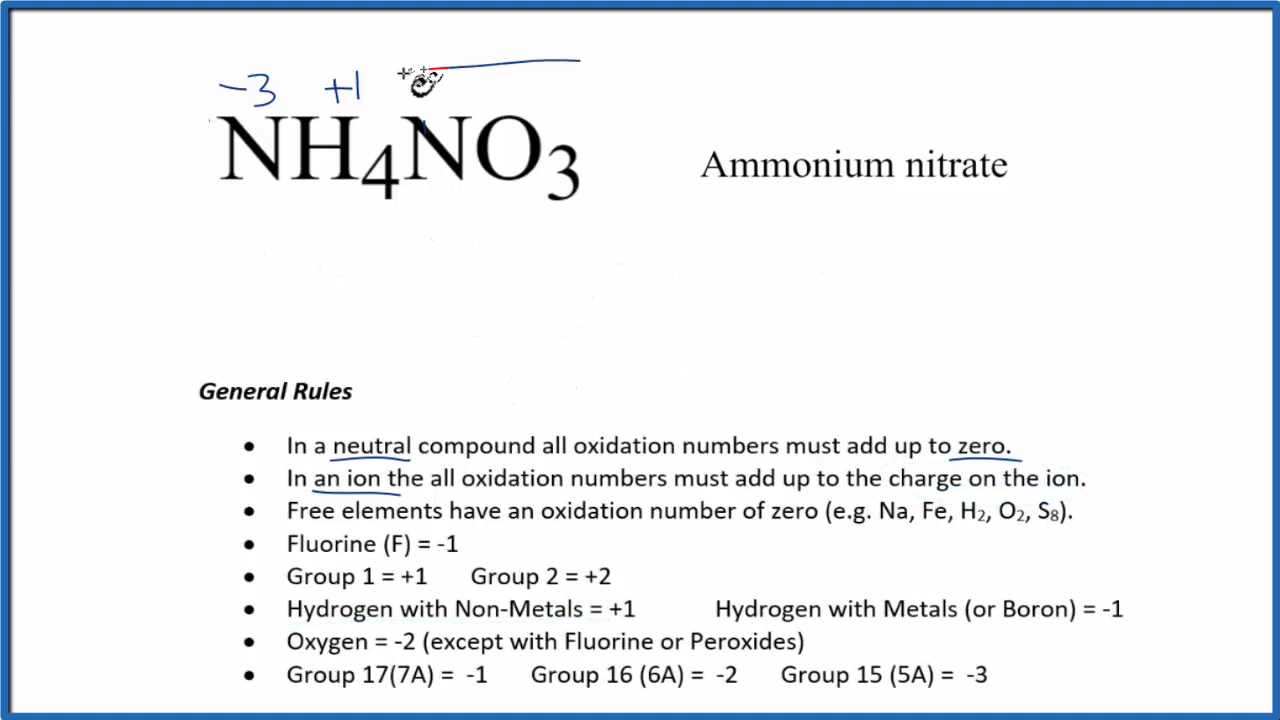 -3 +1
NH₄NO₃
Ammonium nitrate
General Rules
• In a neutral compound all oxidation numbers must add up to zero.
• In an ion the all oxidation numbers must add up to the charge on the ion.
• Free elements have an oxidation number of zero (e.g. Na, Fe, H₂, O₂, S₈).
• Fluorine (F) = -1
• Group 1 = +1 Group 2 = +2
• Hydrogen with Non-Metals = +1 Hydrogen with Metals (or Boron) = -1
• Oxygen = -2 (except with Fluorine or Peroxides)
• Group 17(7A) = -1 Group 16 (6A) = -2 Group 15 (5A) = -3